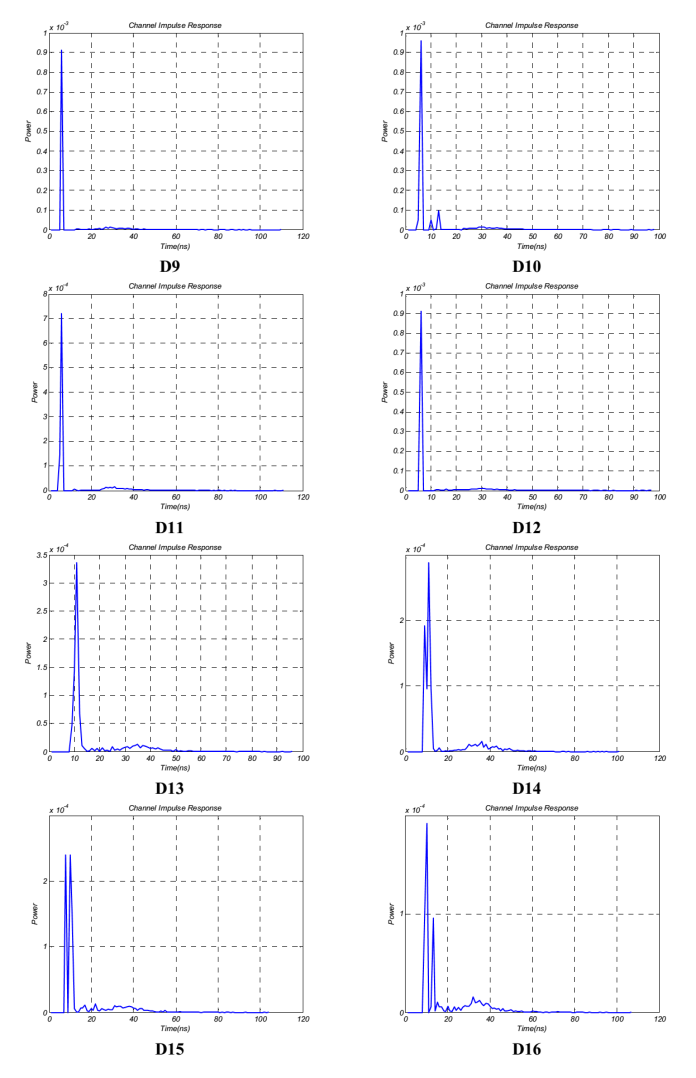 Channel Impulse Response Channel Impulse Response
x 10-3 x 10-3
1 1
0.9 0.9
0.8 0.8
0.7 0.7
0.6 0.6
0.5 0.5
0.4 0.4
0.3 0.3
0.2 0.2
0.1 0.1
0 0
Power Power
0 20 40 60 80 100 120 0 10 20 30 40 50 60 70 80 90 100
Time(ns) Time(ns)
D9 D10
Channel Impulse Response Channel Impulse Response
x 10-4 x 10-3
8 1
7 0.9
6 0.8
5 0.7
4 0.6
3 0.5
2 0.4
1 0.3
0 0.2
0.1
0
Power Power
0 20 40 60 80 100 120 0 10 20 30 40 50 60 70 80 90 100
Time(ns) Time(ns)
D11 D12
Channel Impulse Response Channel Impulse Response
x 10-4 x 10-4
3.5 2
3 1
2.5 0
2
1.5
1
0.5
0
Power Power
0 10 20 30 40 50 60 70 80 90 100 0 20 40 60 80 100 120
Time(ns) Time(ns)
D13 D14
Channel Impulse Response Channel Impulse Response
x 10-4 x 10-4
2 1
1 0
0
Power Power
0 20 40 60 80 100 120 0 20 40 60 80 100 120
Time(ns) Time(ns)
D15 D16